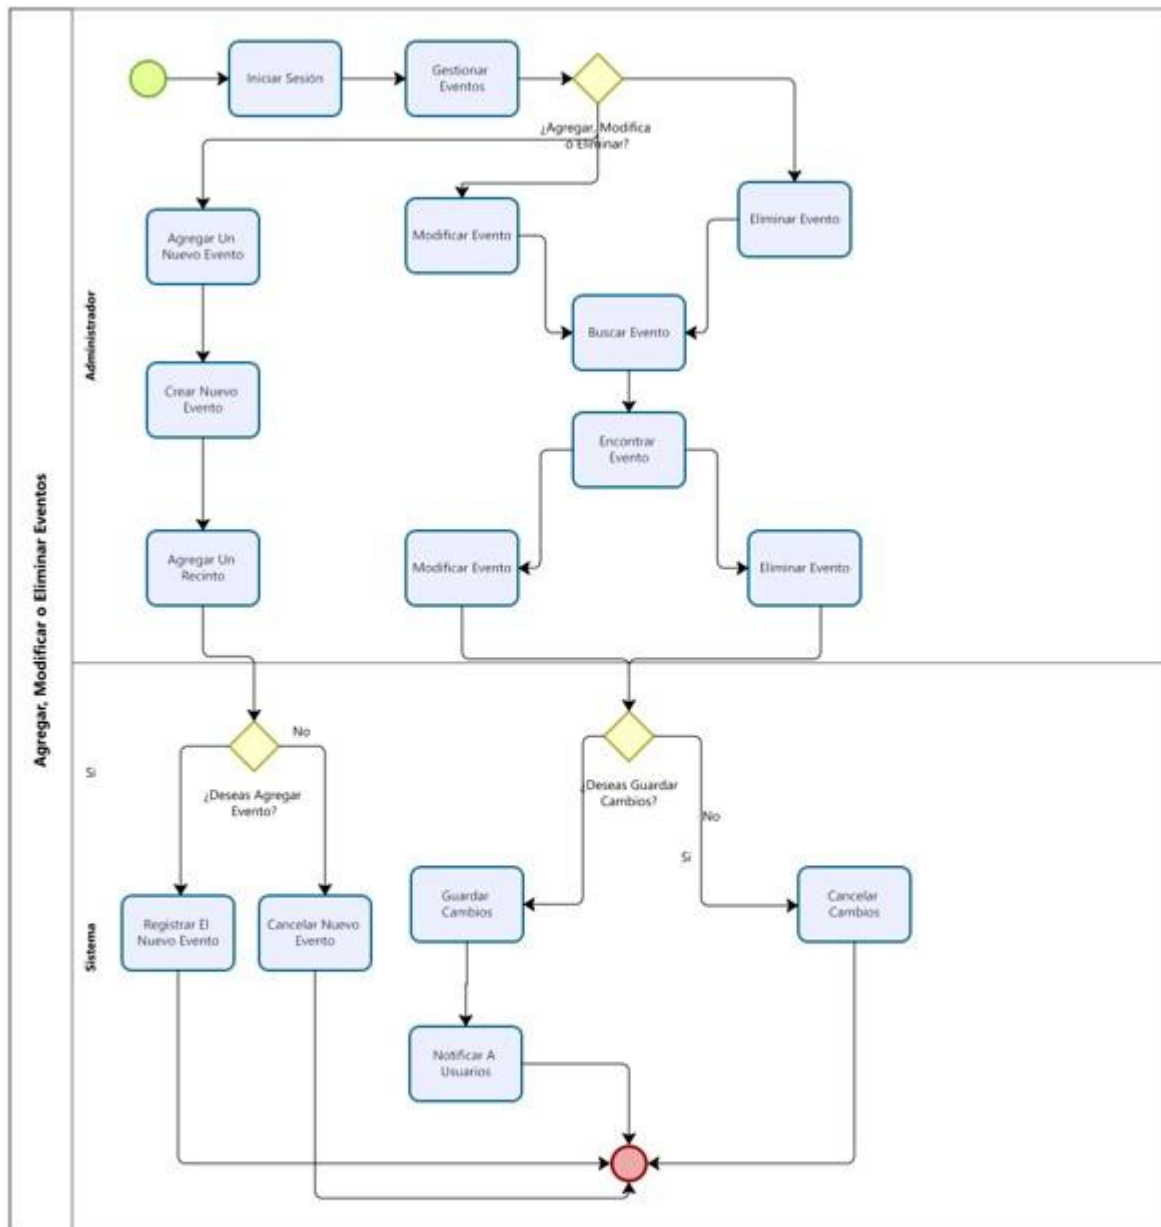 Agregar, Modificar o Eliminar Eventos
Administrador
Iniciar Sesión
Gestionar
Eventos
¿Agregar, Modifica
o Eliminar?
Agregar Un
Nuevo Evento
Modificar Evento
Eliminar Evento
Buscar Evento
Crear Nuevo
Evento
Encontrar
Evento
Agregar Un
Recinto
Modificar Evento
Eliminar Evento
Sistema
No
Sí
¿Deseas Agregar
Evento?
¿Deseas Guardar
Cambios?
No
Sí
Registrar El
Nuevo Evento
Cancelar Nuevo
Evento
Guardar
Cambios
Cancelar
Cambios
Notificar A
Usuarios